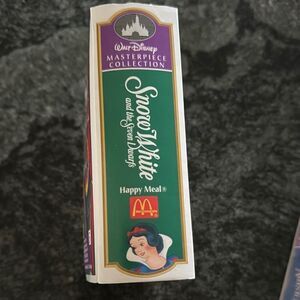 Walt Disney
MASTERPIECE
COLLECTION
Snow White
and the Seven Dwarfs
Happy Meal®